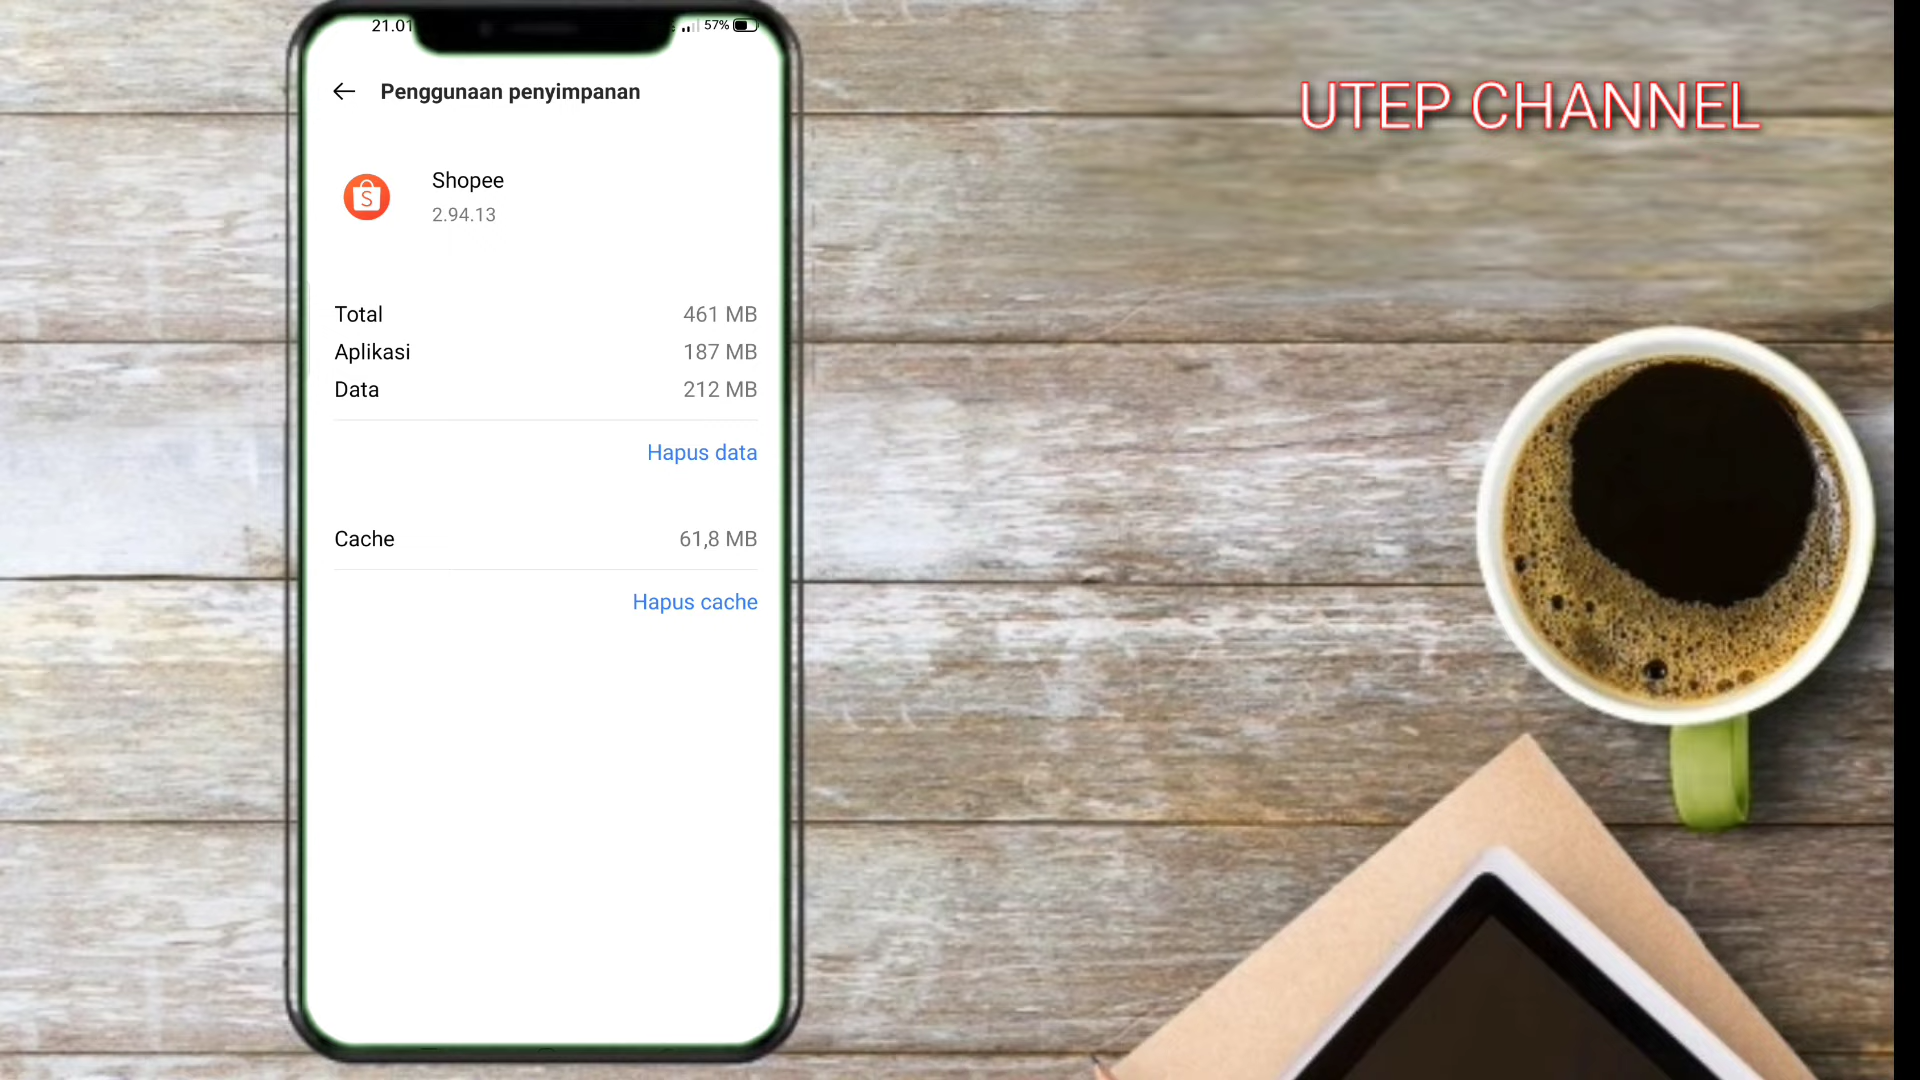 21.01
57%
Penggunaan penyimpanan
UTEP CHANNEL
S
Shopee
2.94.13
Total 461 MB
Aplikasi 187 MB
Data 212 MB
Hapus data
Cache 61,8 MB
Hapus cache